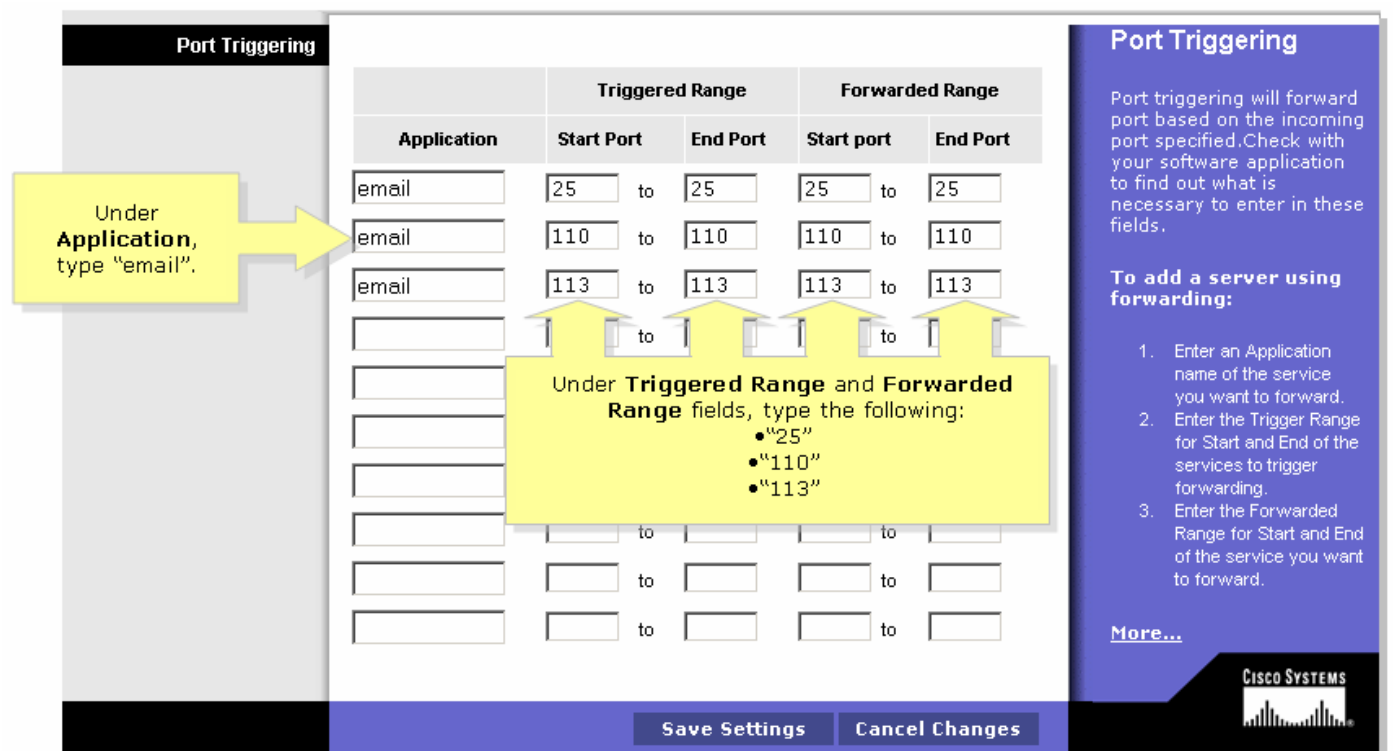 Port Triggering
Triggered Range Forwarded Range
Application Start Port End Port Start port End Port
email 25 to 25 25 to 25
email 110 to 110 110 to 110
email 113 to 113 113 to 113
to to
to to
to to
to to
Under
Application,
type “email”.
Under Triggered Range and Forwarded
Range fields, type the following:
•“25”
•“110”
•“113”
Save Settings Cancel Changes
Port Triggering
Port triggering will forward
port based on the incoming
port specified.Check with
your software application
to find out what is
necessary to enter in these
fields.
To add a server using
forwarding:
1. Enter an Application
name of the service
you want to forward.
2. Enter the Trigger Range
for Start and End of the
services to trigger
forwarding.
3. Enter the Forwarded
Range for Start and End
of the service you want
to forward.
More...
CISCO SYSTEMS